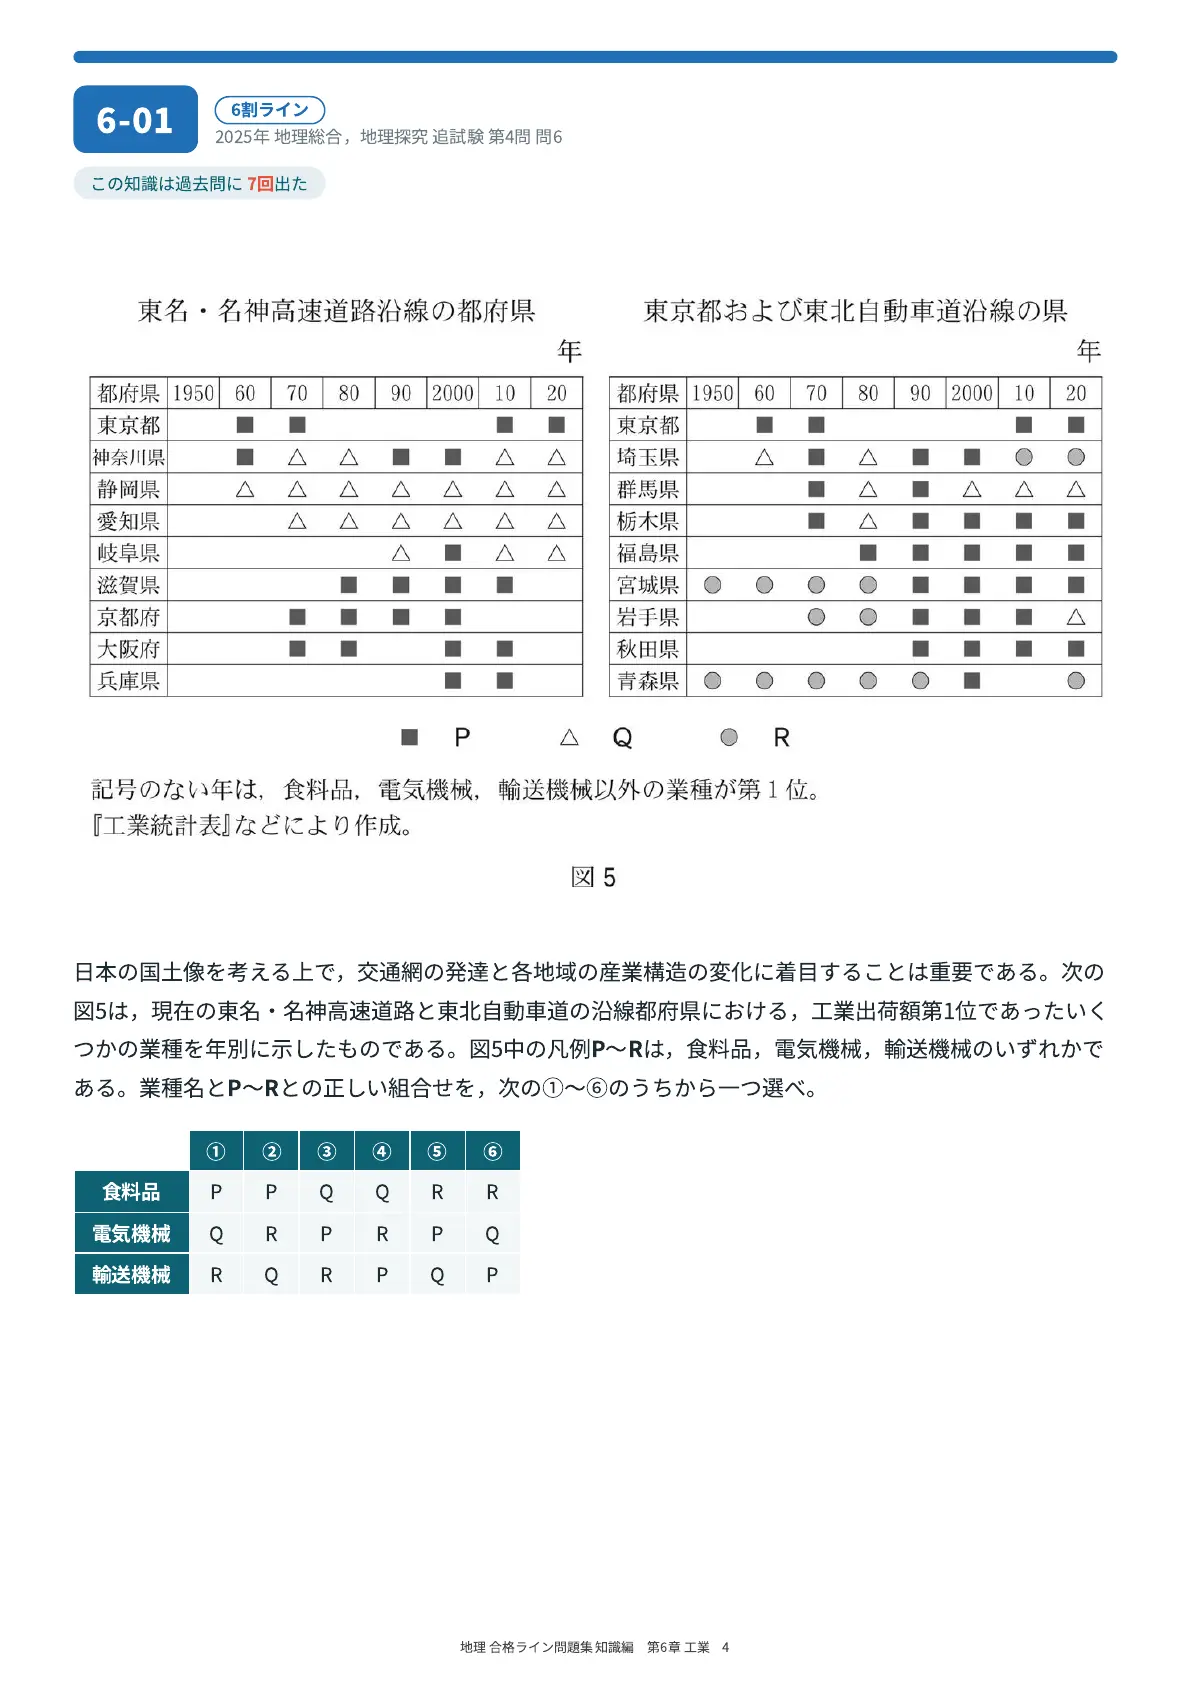 6-01
6割ライン
2025年 地理総合，地理探究 追試験 第4問 問6
この知識は過去問に 7回出た
東名・名神高速道路沿線の都府県
年
都府県 1950 60 70 80 90 2000 10 20
東京都 ■ ■ ■ ■
神奈川県 ■ △ △ ■ ■ △ △
静岡県 △ △ △ △ △ △ △
愛知県 △ △ △ △ △ △
岐阜県 △ ■ △ △
滋賀県 ■ ■ ■ ■
京都府 ■ ■ ■ ■
大阪府 ■ ■ ■ ■
兵庫県 ■ ■
東京都および東北自動車道沿線の県
年
都府県 1950 60 70 80 90 2000 10 20
東京都 ■ ■ ■ ■
埼玉県 △ ■ △ ■ ■ ● ●
群馬県 ■ △ ■ △ △ △
栃木県 ■ △ ■ ■ ■ ■
福島県 ■ ■ ■ ■ ■
宮城県 ● ● ● ● ■ ■ ■ ■
岩手県 ● ● ■ ■ ■ △
秋田県 ■ ■ ■ ■
青森県 ● ● ● ● ● ■ ●
■ P △ Q ● R
記号のない年は，食料品，電気機械，輸送機械以外の業種が第1位。
『工業統計表』などにより作成。
図 5
日本の国土像を考える上で，交通網の発達と各地域の産業構造の変化に着目することは重要である。次の
図5は，現在の東名・名神高速道路と東北自動車道の沿線都府県における，工業出荷額第1位であったいく
つかの業種を年別に示したものである。図5中の凡例P～Rは，食料品，電気機械，輸送機械のいずれかで
ある。業種名とP～Rとの正しい組合せを，次の①～⑥のうちから一つ選べ。
① ② ③ ④ ⑤ ⑥
食料品 P P Q Q R R
電気機械 Q R P R P Q
輸送機械 R Q R P Q P
地理 合格ライン問題集 知識編 第6章 工業 4